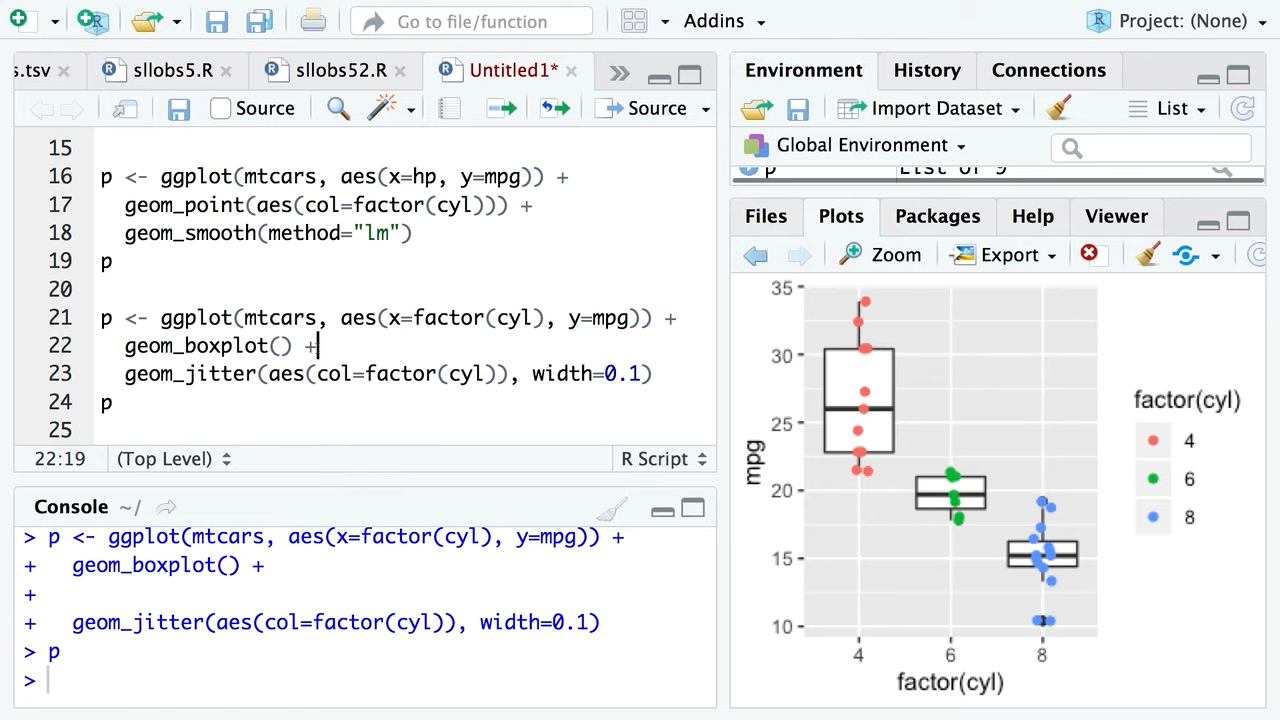 Go to file/function
Addins
Project: (None)
s.tsv
sllobs5.R
sllobs52.R
Untitled1*
Source
Source
15
16 p <- ggplot(mtcars, aes(x=hp, y=mpg)) +
17 geom_point(aes(col=factor(cyl))) +
18 geom_smooth(method="lm")
19 p
20
21 p <- ggplot(mtcars, aes(x=factor(cyl), y=mpg)) +
22 geom_boxplot() +
23 geom_jitter(aes(col=factor(cyl)), width=0.1)
24 p
25
22:19 (Top Level) R Script
Console ~/
> p <- ggplot(mtcars, aes(x=factor(cyl), y=mpg)) +
+ geom_boxplot() +
+
+ geom_jitter(aes(col=factor(cyl)), width=0.1)
> p
>
Environment History Connections
Import Dataset
List
Global Environment
p List of 9
Files Plots Packages Help Viewer
Zoom Export
35
30
25
20
15
10
mpg
4 6 8
factor(cyl)
factor(cyl)
4
6
8